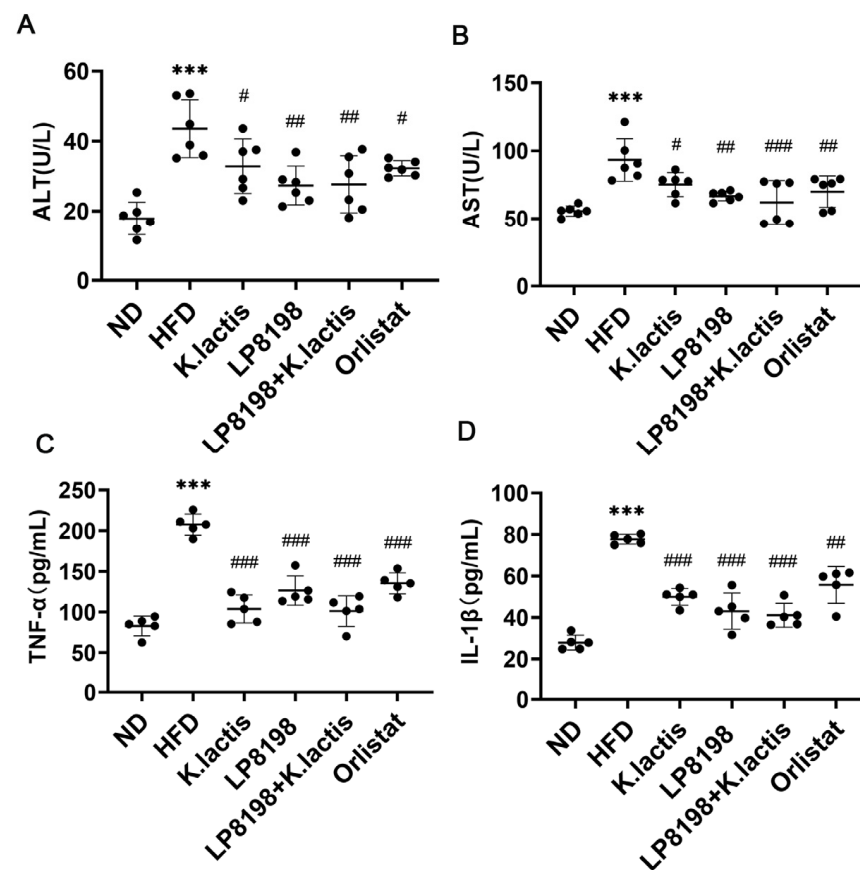 A
ALT(U/L)
60
40
20
0
***
#
##
##
#
ND
HFD
K.lactis
LP8198
LP8198+K.lactis
Orlistat
B
AST(U/L)
150
100
50
0
***
#
##
###
##
ND
HFD
K.lactis
LP8198
LP8198+K.lactis
Orlistat
C
TNF-α(pg/mL)
250
200
150
100
50
0
***
###
###
###
###
ND
HFD
K.lactis
LP8198
LP8198+K.lactis
Orlistat
D
IL-1β(pg/mL)
100
80
60
40
20
0
***
###
###
###
##
ND
HFD
K.lactis
LP8198
LP8198+K.lactis
Orlistat